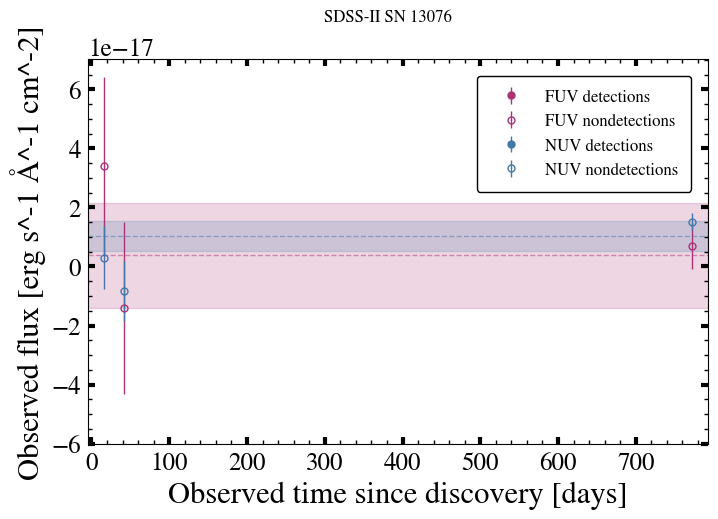 SDSS-II SN 13076
1e−17
6
4
2
0
−2
−4
−6
Observed flux [erg s^-1 Å^-1 cm^-2]
FUV detections
FUV nondetections
NUV detections
NUV nondetections
0 100 200 300 400 500 600 700
Observed time since discovery [days]